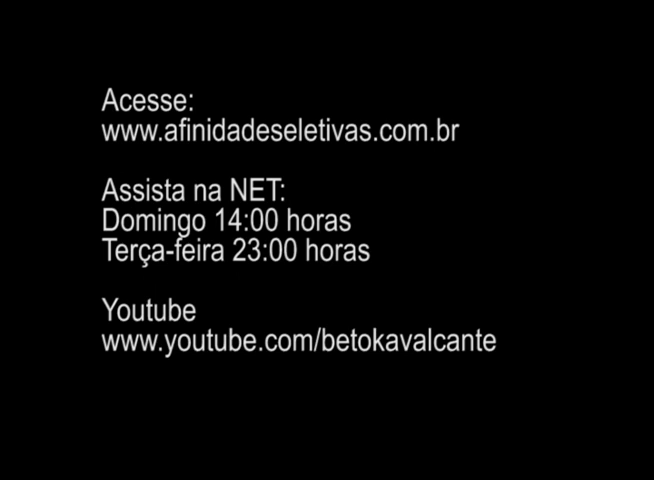 Acesse:
www.afinidadeseletivas.com.br
Assista na NET:
Domingo 14:00 horas
Terça-feira 23:00 horas
Youtube
www.youtube.com/betokavalcante